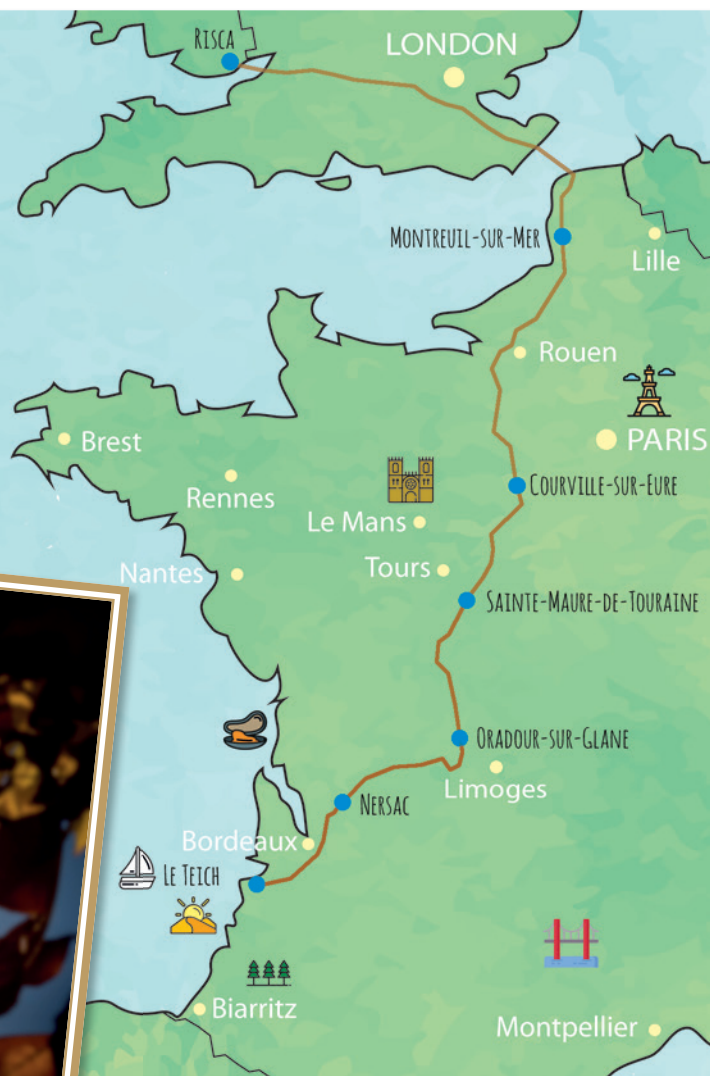 RISCA
LONDON
MONTREUIL-SUR-MER
Lille
Rouen
Brest
PARIS
COURVILLE-SUR-EURE
Rennes
Le Mans
Tours
Nantes
SAINTE-MAURE-DE-TOURAINE
ORADOUR-SUR-GLANE
Limoges
NERSAC
Bordeaux
LE TEICH
Biarritz
Montpellier